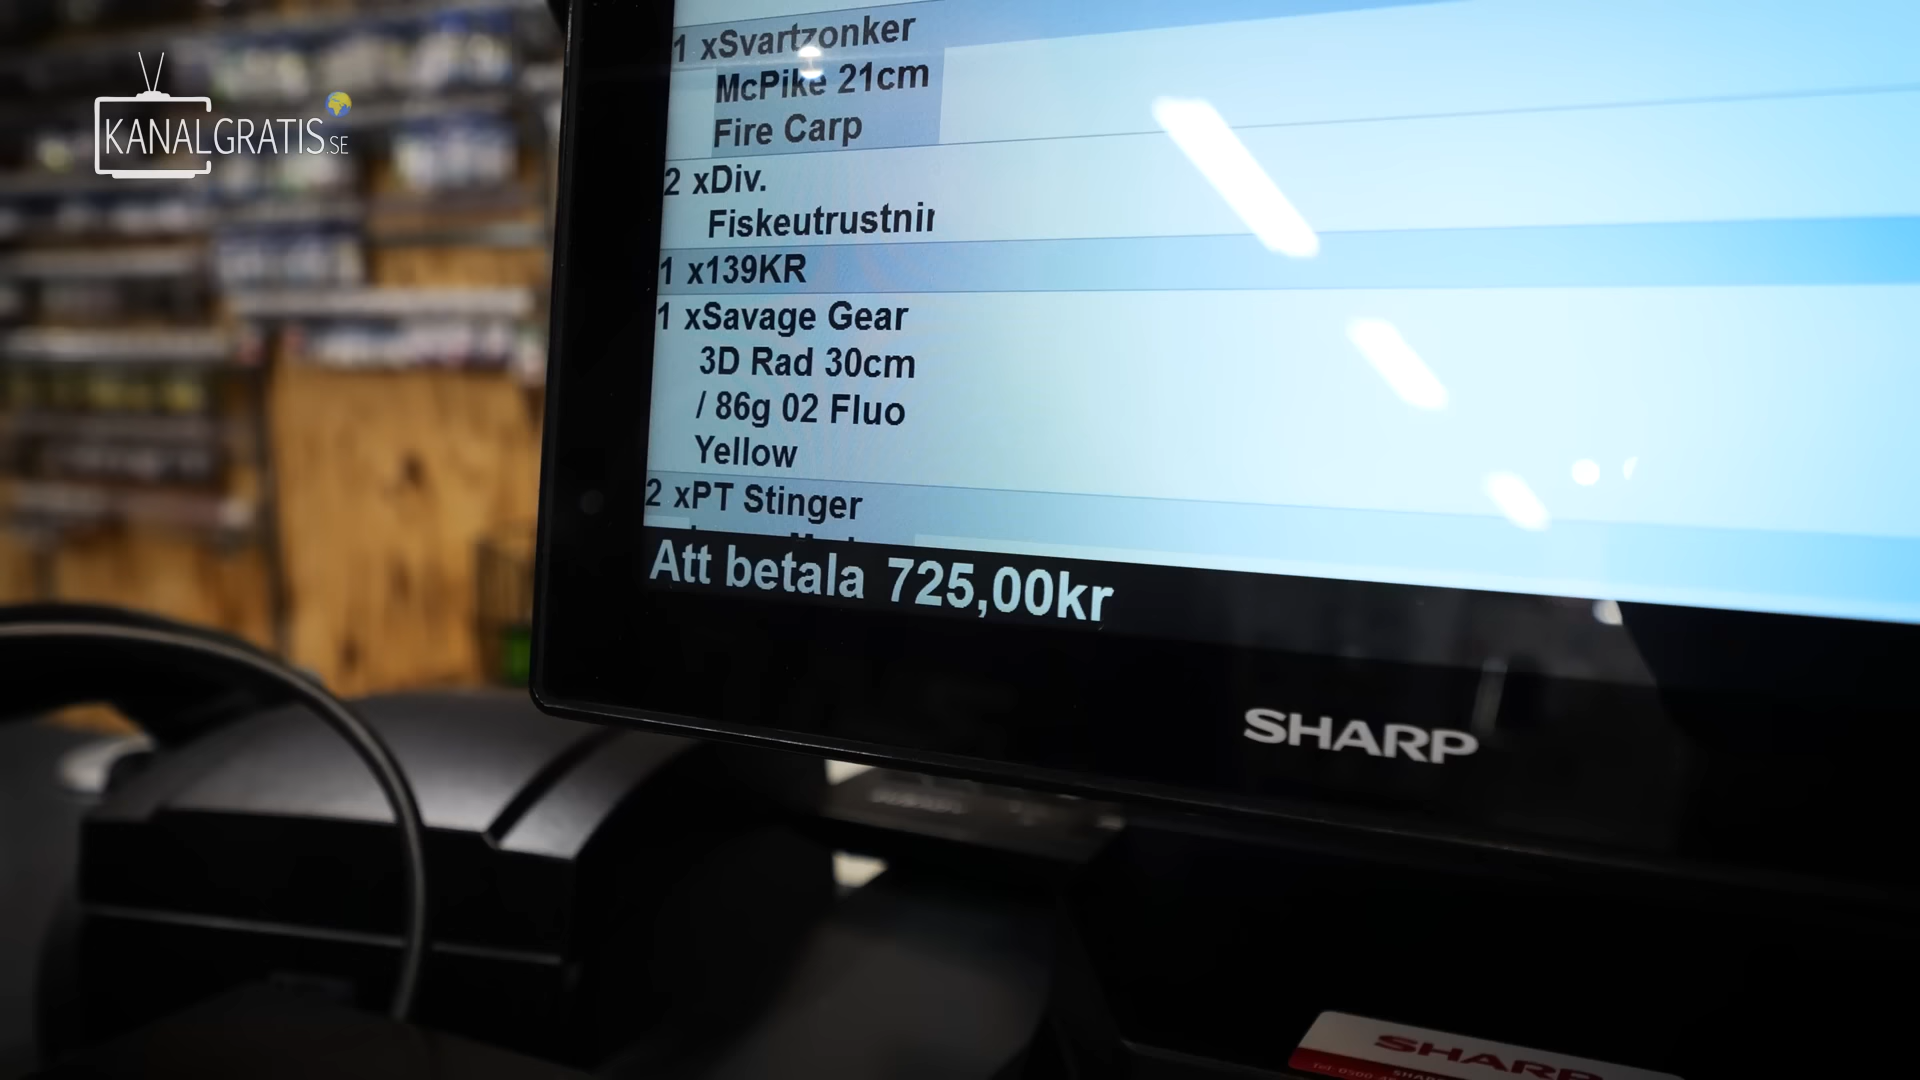 KANALGRATIS.SE
1 xSvartzonker
McPike 21cm
Fire Carp
2 xDiv.
Fiskeutrustnin
1 x139KR
1 xSavage Gear
3D Rad 30cm
/ 86g 02 Fluo
Yellow
2 xPT Stinger
Att betala 725,00kr
SHARP
SHARP